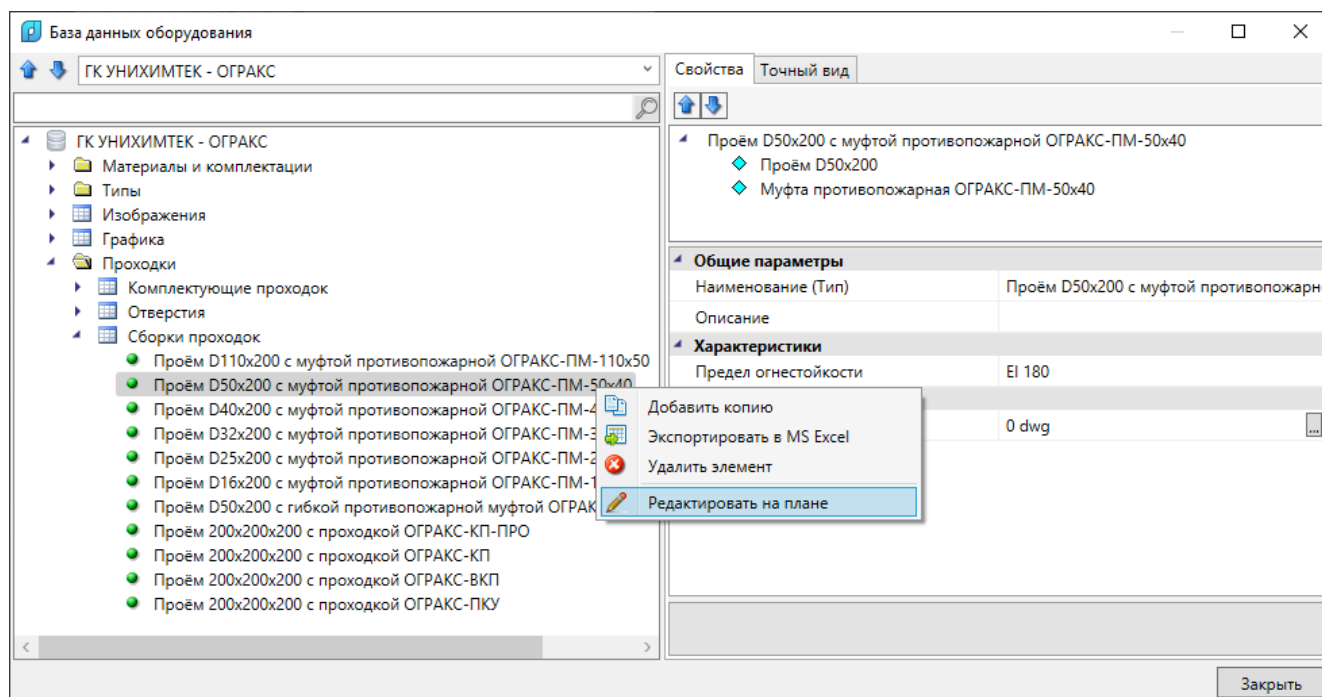 База данных оборудования
ГК УНИХИМТЕК - ОГРАКС
ГК УНИХИМТЕК - ОГРАКС
Материалы и комплектации
Типы
Изображения
Графика
Проходки
Комплектующие проходок
Отверстия
Сборки проходок
Проём D110x200 с муфтой противопожарной ОГРАКС-ПМ-110x50
Проём D50x200 с муфтой противопожарной ОГРАКС-ПМ-50x40
Проём D40x200 с муфтой противопожарной ОГРАКС-ПМ-4
Проём D32x200 с муфтой противопожарной ОГРАКС-ПМ-3
Проём D25x200 с муфтой противопожарной ОГРАКС-ПМ-2
Проём D16x200 с муфтой противопожарной ОГРАКС-ПМ-1
Проём D50x200 с гибкой противопожарной муфтой ОГРАК
Проём 200x200x200 с проходкой ОГРАКС-КП-ПРО
Проём 200x200x200 с проходкой ОГРАКС-КП
Проём 200x200x200 с проходкой ОГРАКС-ВКП
Проём 200x200x200 с проходкой ОГРАКС-ПКУ
Добавить копию
Экспортировать в MS Excel
Удалить элемент
Редактировать на плане
Свойства Точный вид
Проём D50x200 с муфтой противопожарной ОГРАКС-ПМ-50x40
Проём D50x200
Муфта противопожарная ОГРАКС-ПМ-50x40
Общие параметры
Наименование (Тип) Проём D50x200 с муфтой противопожарн
Описание
Характеристики
Предел огнестойкости EI 180
0 dwg ...
Закрыть